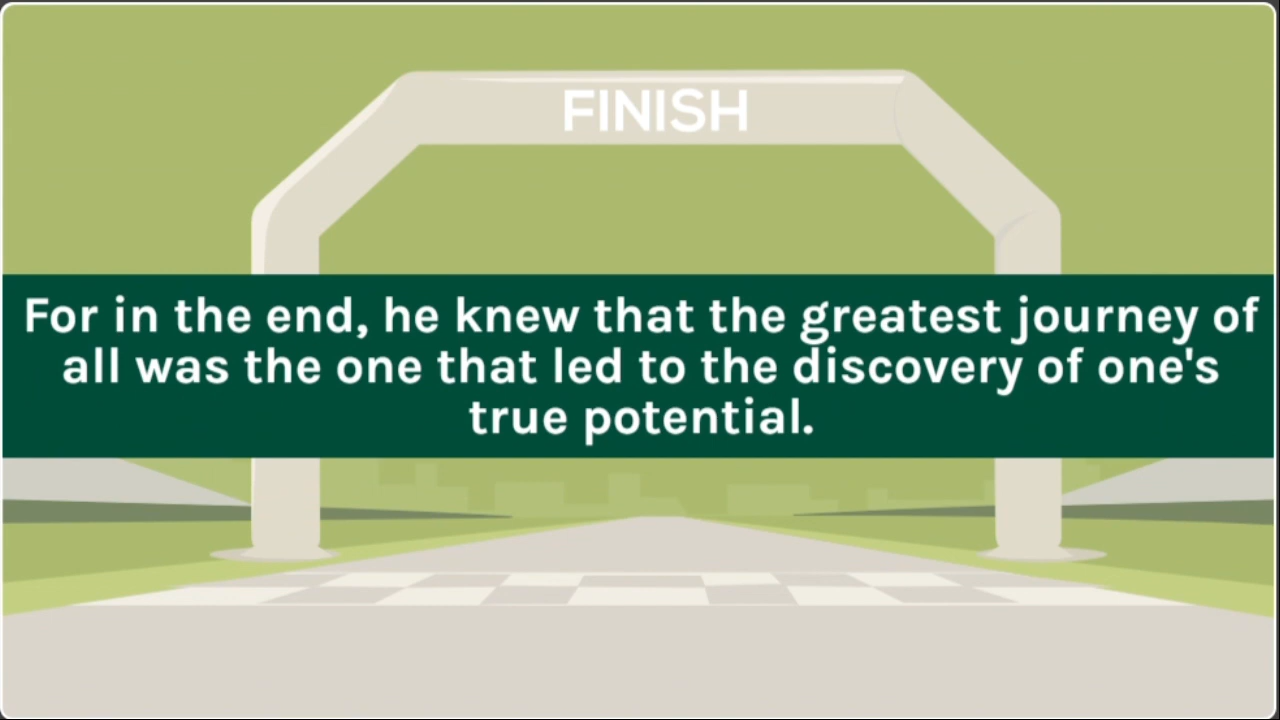 FINISH
For in the end, he knew that the greatest journey of
all was the one that led to the discovery of one's
true potential.